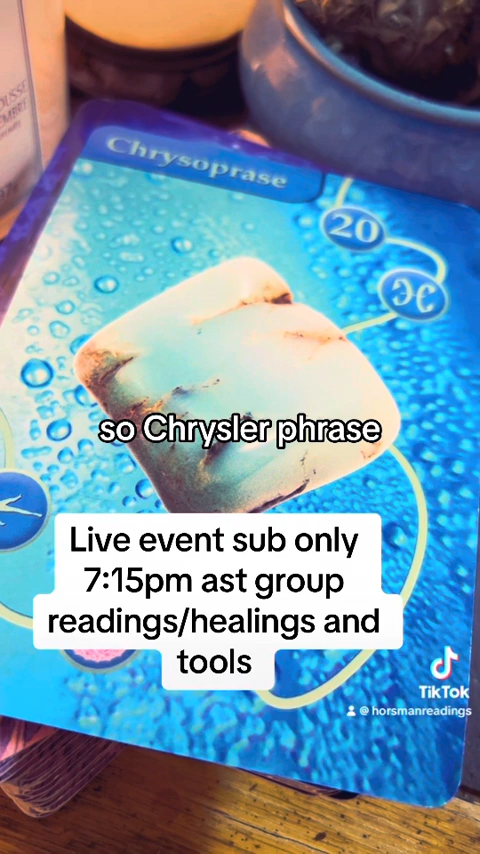 Chrysoprase
20
so Chrysler phrase
Live event sub only
7:15pm ast group
readings/healings and
tools
TikTok
@horsmanreadings